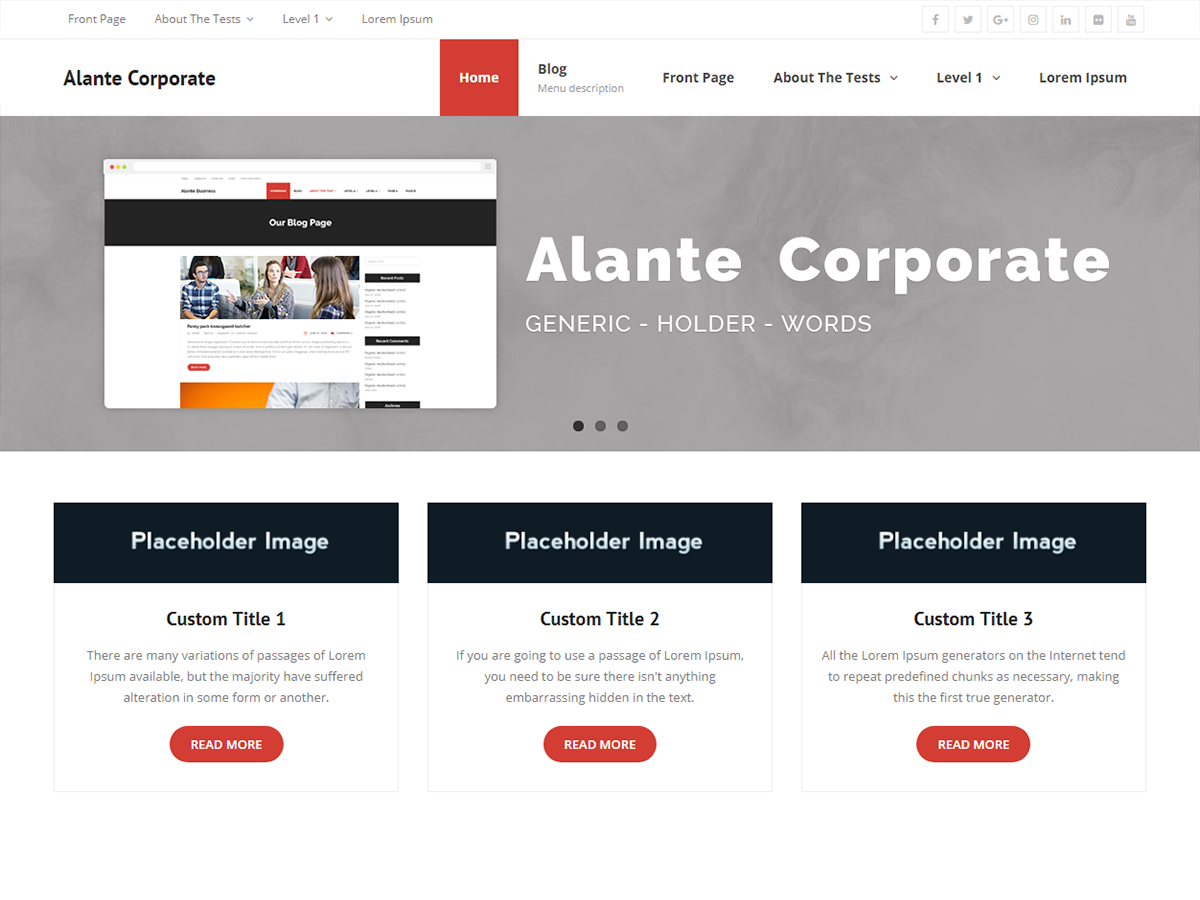 Front Page About The Tests Level 1 Lorem Ipsum
Alante Corporate
Home Blog Front Page About The Tests Level 1 Lorem Ipsum
Menu description
Alante Business
Our Blog Page
Recent Posts
Fanny pack knausgaard butcher
Recent Comments
READ MORE
Archives
Alante Corporate
GENERIC - HOLDER - WORDS
Placeholder Image
Custom Title 1
There are many variations of passages of Lorem
Ipsum available, but the majority have suffered
alteration in some form or another.
READ MORE
Placeholder Image
Custom Title 2
If you are going to use a passage of Lorem Ipsum,
you need to be sure there isn't anything
embarrassing hidden in the text.
READ MORE
Placeholder Image
Custom Title 3
All the Lorem Ipsum generators on the Internet tend
to repeat predefined chunks as necessary, making
this the first true generator.
READ MORE